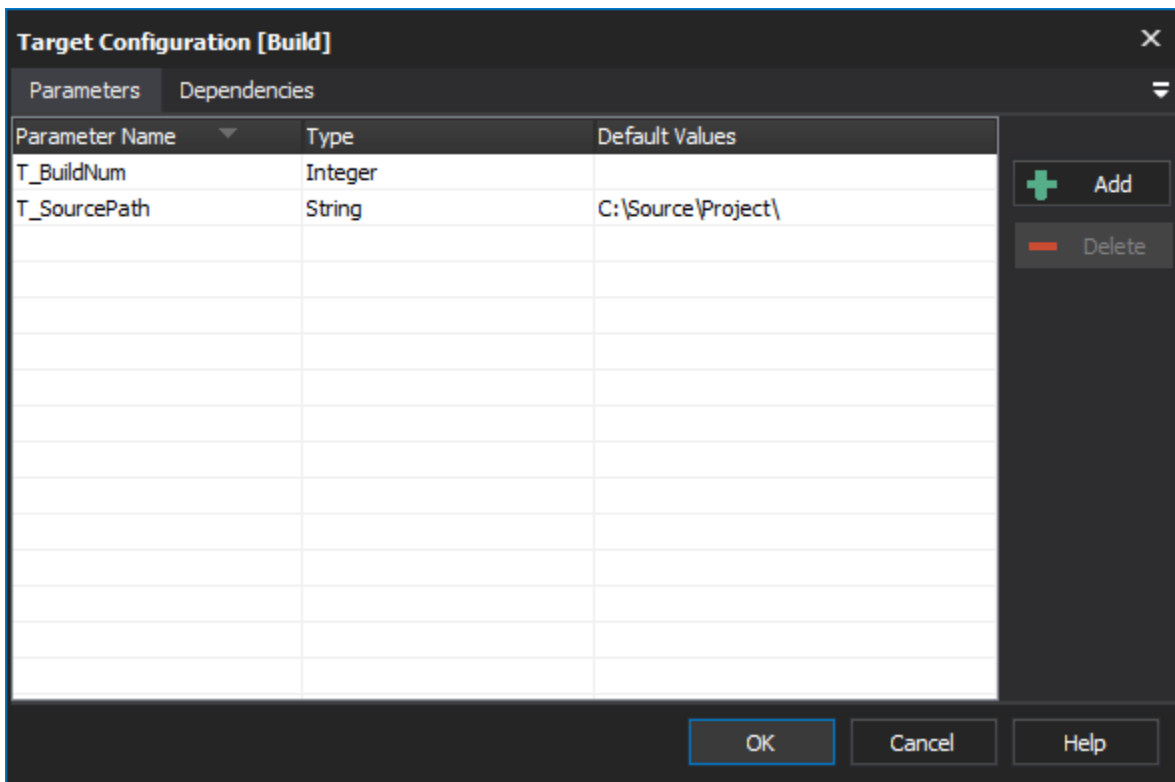 Target Configuration [Build]
Parameters Dependencies
Parameter Name Type Default Values
T_BuildNum Integer
T_SourcePath String C:\Source\Project\
Add
Delete
OK Cancel Help